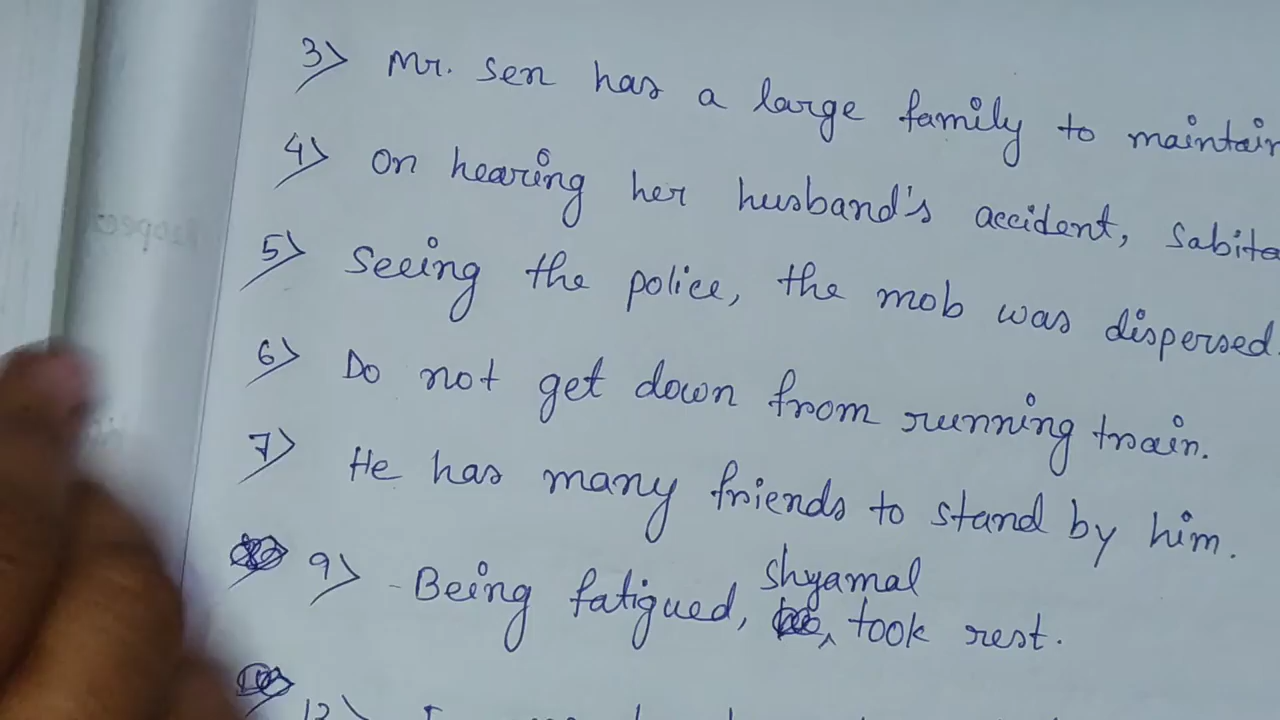 3> Mr. Sen has a large family to maintain
4> On hearing her husband's accident, Sabita
5> Seeing the police, the mob was dispersed.
6> Do not get down from running train.
7> He has many friends to stand by him.
9> Being fatigued, Shyamal took rest.